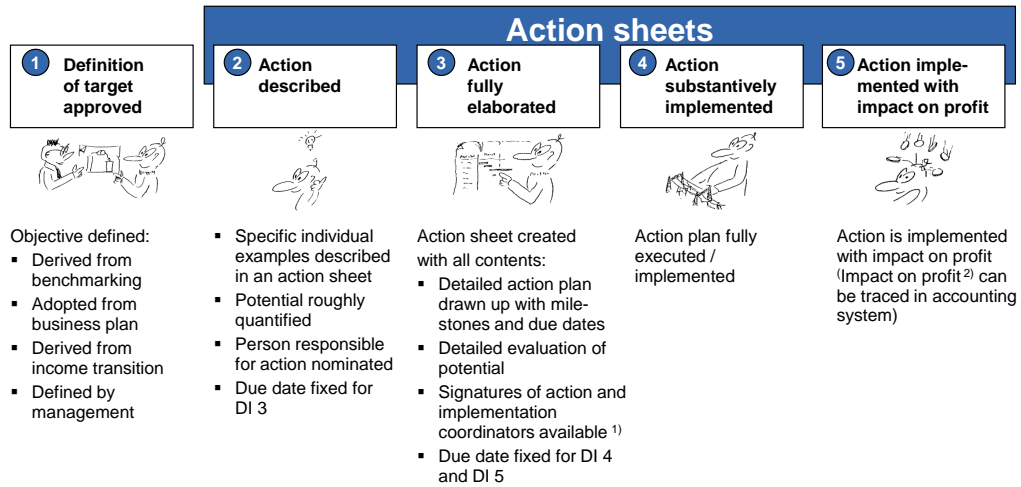 Action sheets
1 Definition
of target
approved
2 Action
described
3 Action
fully
elaborated
4 Action
substantively
implemented
5 Action imple-
mented with
impact on profit
Objective defined:
▪ Derived from
benchmarking
▪ Adopted from
business plan
▪ Derived from
income transition
▪ Defined by
management
▪ Specific individual
examples described
in an action sheet
▪ Potential roughly
quantified
▪ Person responsible
for action nominated
▪ Due date fixed for
DI 3
Action sheet created
with all contents:
▪ Detailed action plan
drawn up with mile-
stones and due dates
▪ Detailed evaluation of
potential
▪ Signatures of action and
implementation
coordinators available 1)
▪ Due date fixed for DI 4
and DI 5
Action plan fully
executed /
implemented
Action is implemented
with impact on profit
(Impact on profit 2) can
be traced in accounting
system)